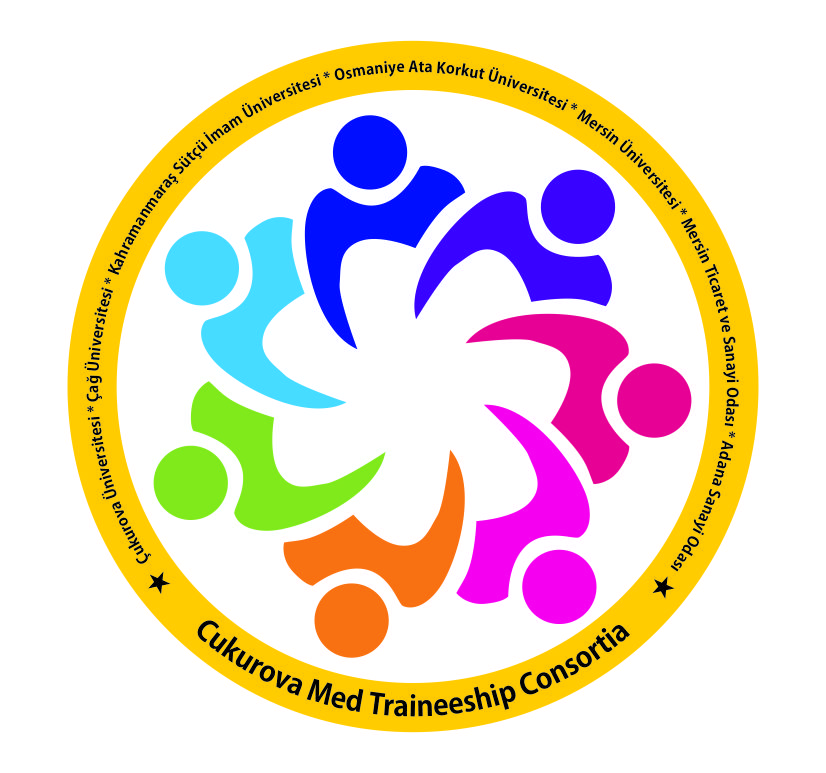 Çukurova Üniversitesi * Çağ Üniversitesi * Kahramanmaraş Sütçü İmam Üniversitesi * Osmaniye Ata Korkut Üniversitesi * Mersin Üniversitesi * Mersin Ticaret ve Sanayi Odası * Adana Sanayi Odası
Cukurova Med Traineeship Consortia